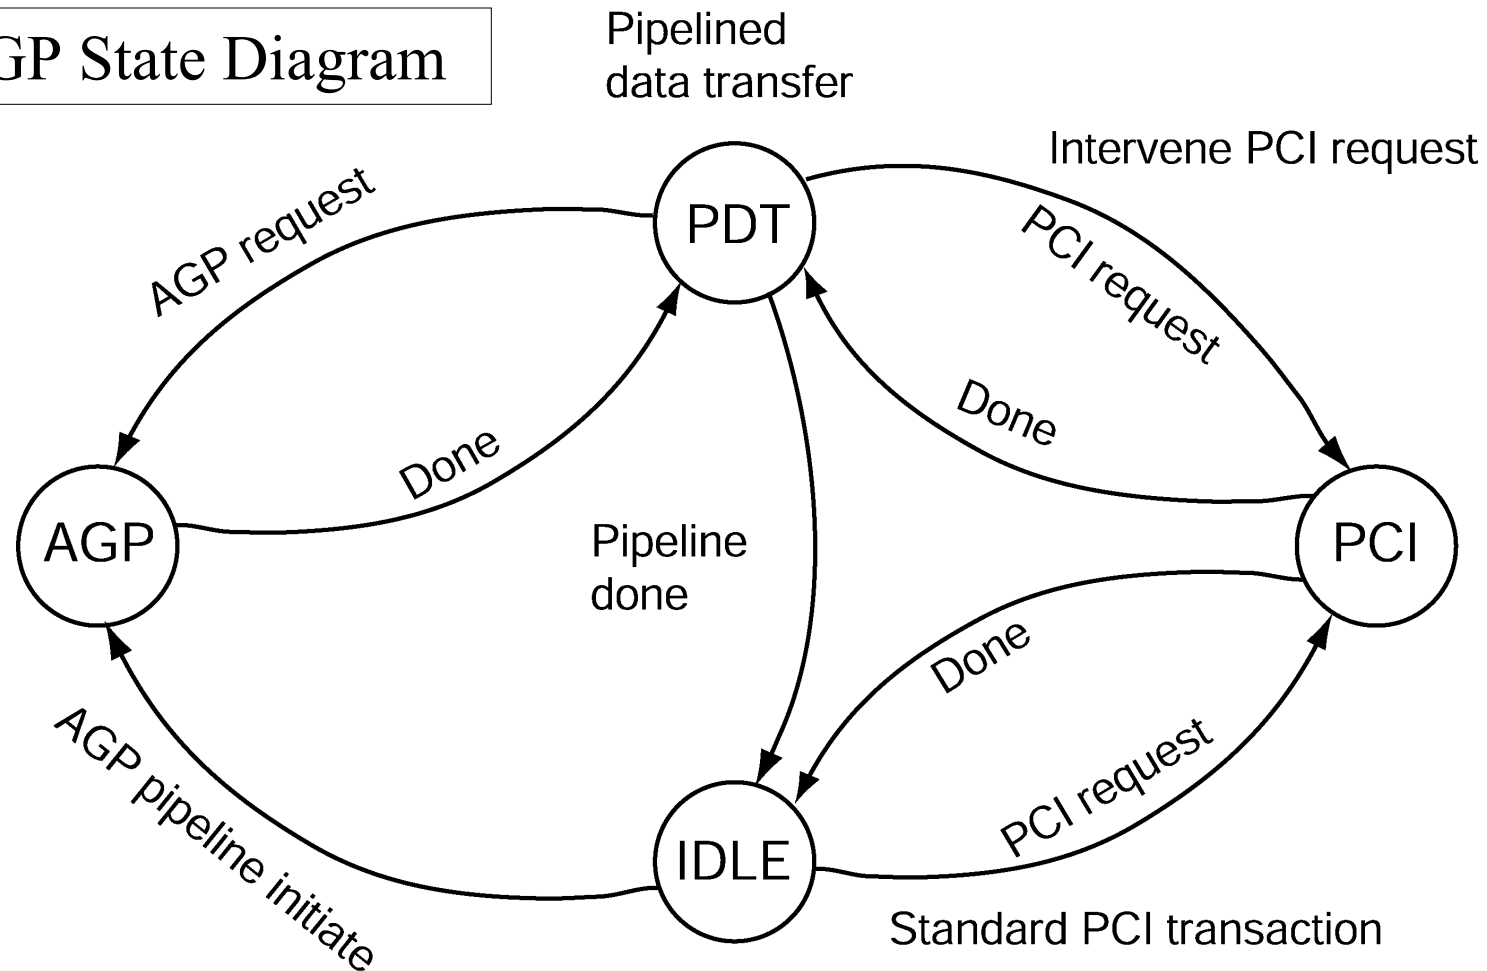 GP State Diagram
Pipelined
data transfer
Intervene PCI request
AGP request
PDT
PCI request
Done
Done
AGP
Pipeline
done
PCI
Done
AGP pipeline initiate
PCI request
IDLE
Standard PCI transaction